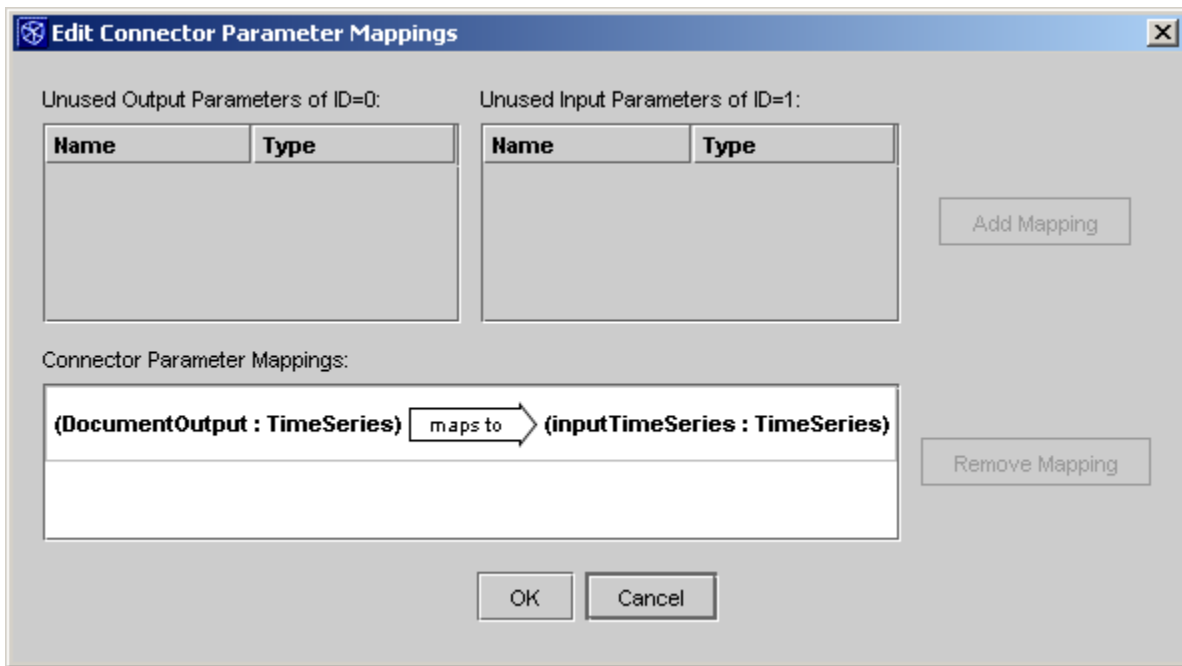 Edit Connector Parameter Mappings
Unused Output Parameters of ID=0: Unused Input Parameters of ID=1:
Name Type Name Type
Add Mapping
Connector Parameter Mappings:
(DocumentOutput : TimeSeries) maps to (inputTimeSeries : TimeSeries)
Remove Mapping
OK Cancel